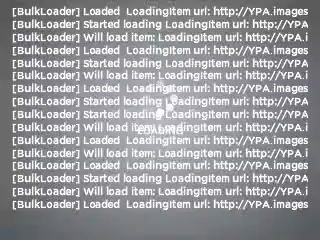 [BulkLoader] Loaded  LoadingItem url: http://YPA.images
[BulkLoader] Started loading LoadingItem url: http://YPA
[BulkLoader] Will load item: LoadingItem url: http://YPA.i
[BulkLoader] Loaded  LoadingItem url: http://YPA.images
[BulkLoader] Started loading LoadingItem url: http://YPA
[BulkLoader] Will load item: LoadingItem url: http://YPA.i
[BulkLoader] Loaded  LoadingItem url: http://YPA.images
[BulkLoader] Started loading LoadingItem url: http://YPA
[BulkLoader] Started loading LoadingItem url: http://YPA
[BulkLoader] Will load item: LoadingItem url: http://YPA.i
LOADING
[BulkLoader] Loaded  LoadingItem url: http://YPA.images
[BulkLoader] Will load item: LoadingItem url: http://YPA.i
[BulkLoader] Loaded  LoadingItem url: http://YPA.images
[BulkLoader] Started loading LoadingItem url: http://YPA
[BulkLoader] Will load item: LoadingItem url: http://YPA.i
[BulkLoader] Loaded  LoadingItem url: http://YPA.images